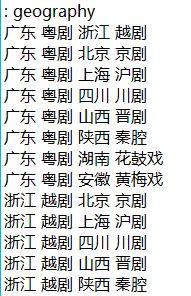 : geography
广东 粤剧 浙江 越剧
广东 粤剧 北京 京剧
广东 粤剧 上海 沪剧
广东 粤剧 四川 川剧
广东 粤剧 山西 晋剧
广东 粤剧 陕西 秦腔
广东 粤剧 湖南 花鼓戏
广东 粤剧 安徽 黄梅戏
浙江 越剧 北京 京剧
浙江 越剧 上海 沪剧
浙江 越剧 四川 川剧
浙江 越剧 山西 晋剧
浙江 越剧 陕西 秦腔